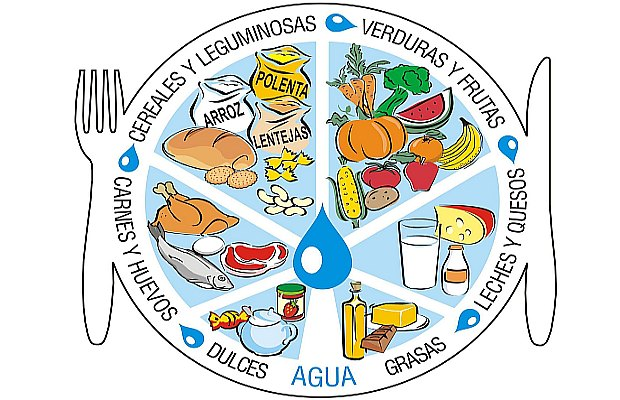 CEREALES Y LEGUMINOSAS
VERDURAS Y FRUTAS
POLENTA
ARROZ
LENTEJAS
CARNES Y HUEVOS
LECHES Y QUESOS
DULCES
AGUA
GRASAS